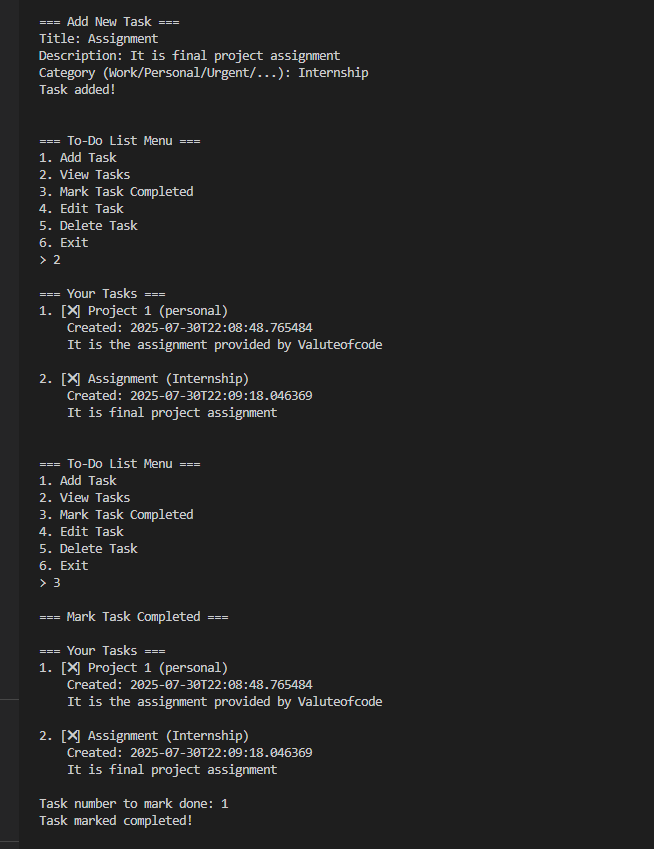 === Add New Task ===
Title: Assignment
Description: It is final project assignment
Category (Work/Personal/Urgent/...): Internship
Task added!
=== To-Do List Menu ===
1. Add Task
2. View Tasks
3. Mark Task Completed
4. Edit Task
5. Delete Task
6. Exit
> 2
=== Your Tasks ===
1. [❌] Project 1 (personal)
Created: 2025-07-30T22:08:48.765484
It is the assignment provided by Valuteofcode
2. [❌] Assignment (Internship)
Created: 2025-07-30T22:09:18.046369
It is final project assignment
=== To-Do List Menu ===
1. Add Task
2. View Tasks
3. Mark Task Completed
4. Edit Task
5. Delete Task
6. Exit
> 3
=== Mark Task Completed ===
=== Your Tasks ===
1. [❌] Project 1 (personal)
Created: 2025-07-30T22:08:48.765484
It is the assignment provided by Valuteofcode
2. [❌] Assignment (Internship)
Created: 2025-07-30T22:09:18.046369
It is final project assignment
Task number to mark done: 1
Task marked completed!